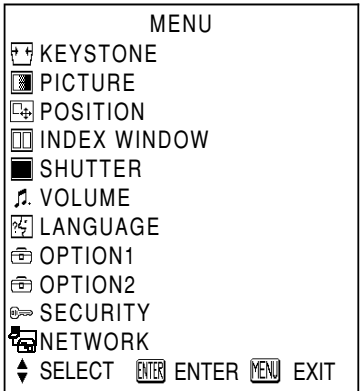 MENU
KEYSTONE
PICTURE
POSITION
INDEX WINDOW
SHUTTER
VOLUME
LANGUAGE
OPTION1
OPTION2
SECURITY
NETWORK
SELECT ENTER ENTER MENU EXIT